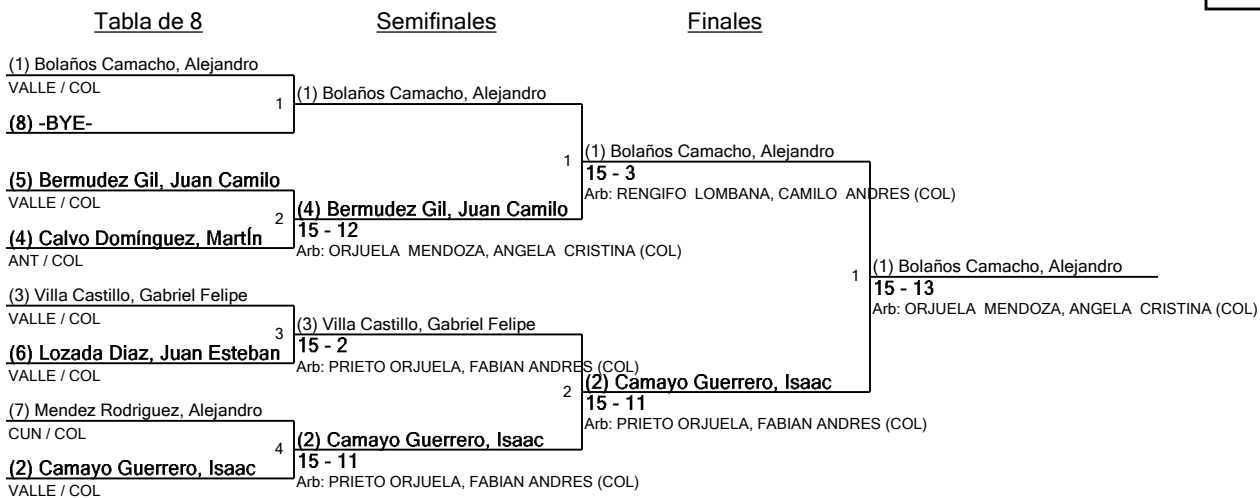 Tabla de 8
Semifinales
Finales
(1) Bolaños Camacho, Alejandro
VALLE / COL
1
(8) -BYE-
(1) Bolaños Camacho, Alejandro
(5) Bermudez Gil, Juan Camilo
VALLE / COL
2
(4) Calvo Domínguez, MartÍn
ANT / COL
(4) Bermudez Gil, Juan Camilo
15 - 12
Arb: ORJUELA MENDOZA, ANGELA CRISTINA (COL)
1
(1) Bolaños Camacho, Alejandro
15 - 3
Arb: RENGIFO LOMBANA, CAMILO ANDRES (COL)
(3) Villa Castillo, Gabriel Felipe
VALLE / COL
3
(6) Lozada Diaz, Juan Esteban
VALLE / COL
(3) Villa Castillo, Gabriel Felipe
15 - 2
Arb: PRIETO ORJUELA, FABIAN ANDRES (COL)
(7) Mendez Rodriguez, Alejandro
CUN / COL
4
(2) Camayo Guerrero, Isaac
VALLE / COL
(2) Camayo Guerrero, Isaac
15 - 11
Arb: PRIETO ORJUELA, FABIAN ANDRES (COL)
2
(2) Camayo Guerrero, Isaac
15 - 11
Arb: PRIETO ORJUELA, FABIAN ANDRES (COL)
1
(1) Bolaños Camacho, Alejandro
15 - 13
Arb: ORJUELA MENDOZA, ANGELA CRISTINA (COL)